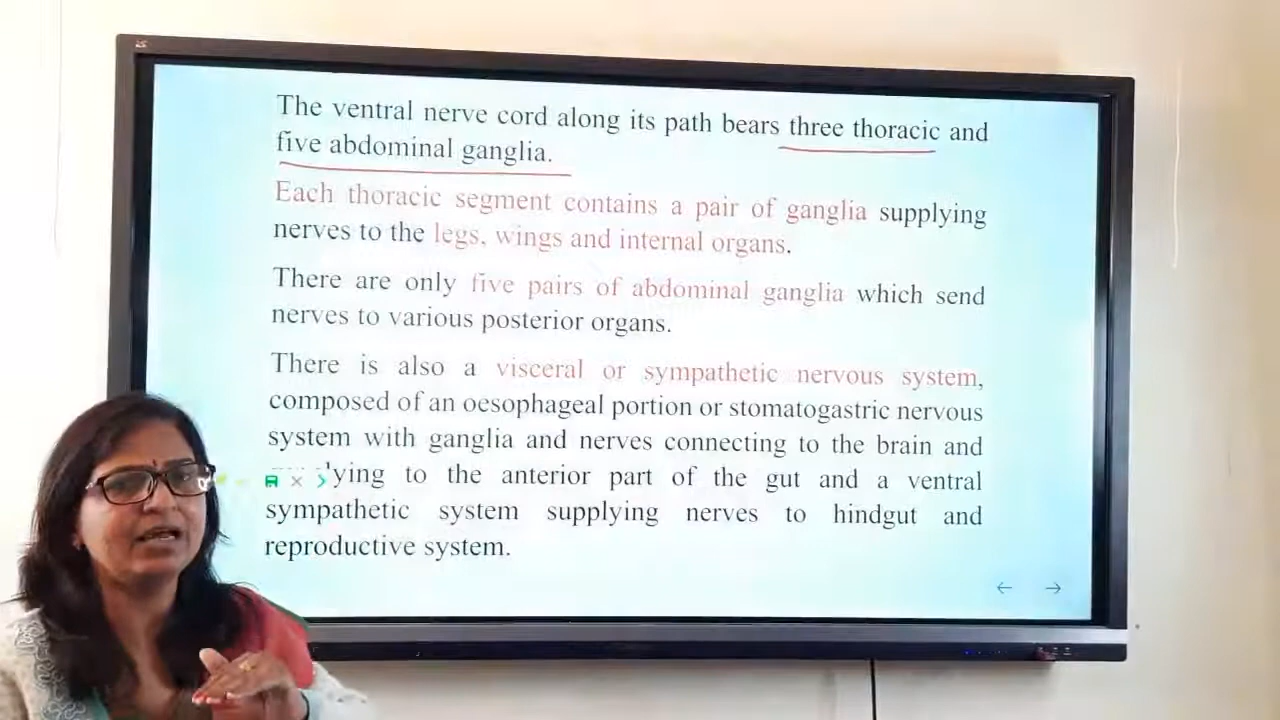 The ventral nerve cord along its path bears three thoracic and
five abdominal ganglia.
Each thoracic segment contains a pair of ganglia supplying
nerves to the legs, wings and internal organs.
There are only five pairs of abdominal ganglia which send
nerves to various posterior organs.
There is also a visceral or sympathetic nervous system,
composed of an oesophageal portion or stomatogastric nervous
system with ganglia and nerves connecting to the brain and
to the anterior part of the gut and a ventral
sympathetic system supplying nerves to hindgut and
reproductive system.